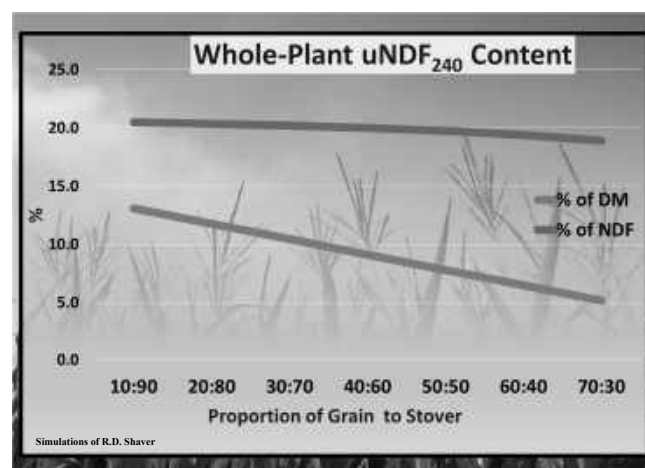 Whole-Plant uNDF240 Content
25.0
20.0
15.0
10.0
5.0
0.0
%
% of DM
% of NDF
10:90 20:80 30:70 40:60 50:50 60:40 70:30
Proportion of Grain to Stover
Simulations of R.D. Shaver